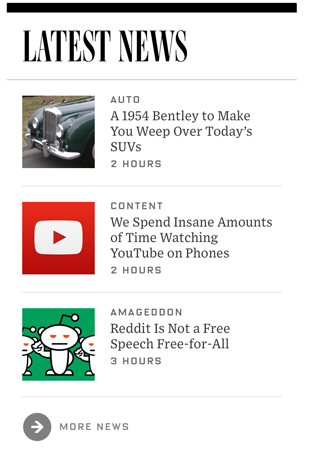 LATEST NEWS
AUTO
A 1954 Bentley to Make
You Weep Over Today’s
SUVs
2 HOURS
CONTENT
We Spend Insane Amounts
of Time Watching
YouTube on Phones
2 HOURS
AMAGEDDON
Reddit Is Not a Free
Speech Free-for-All
3 HOURS
MORE NEWS